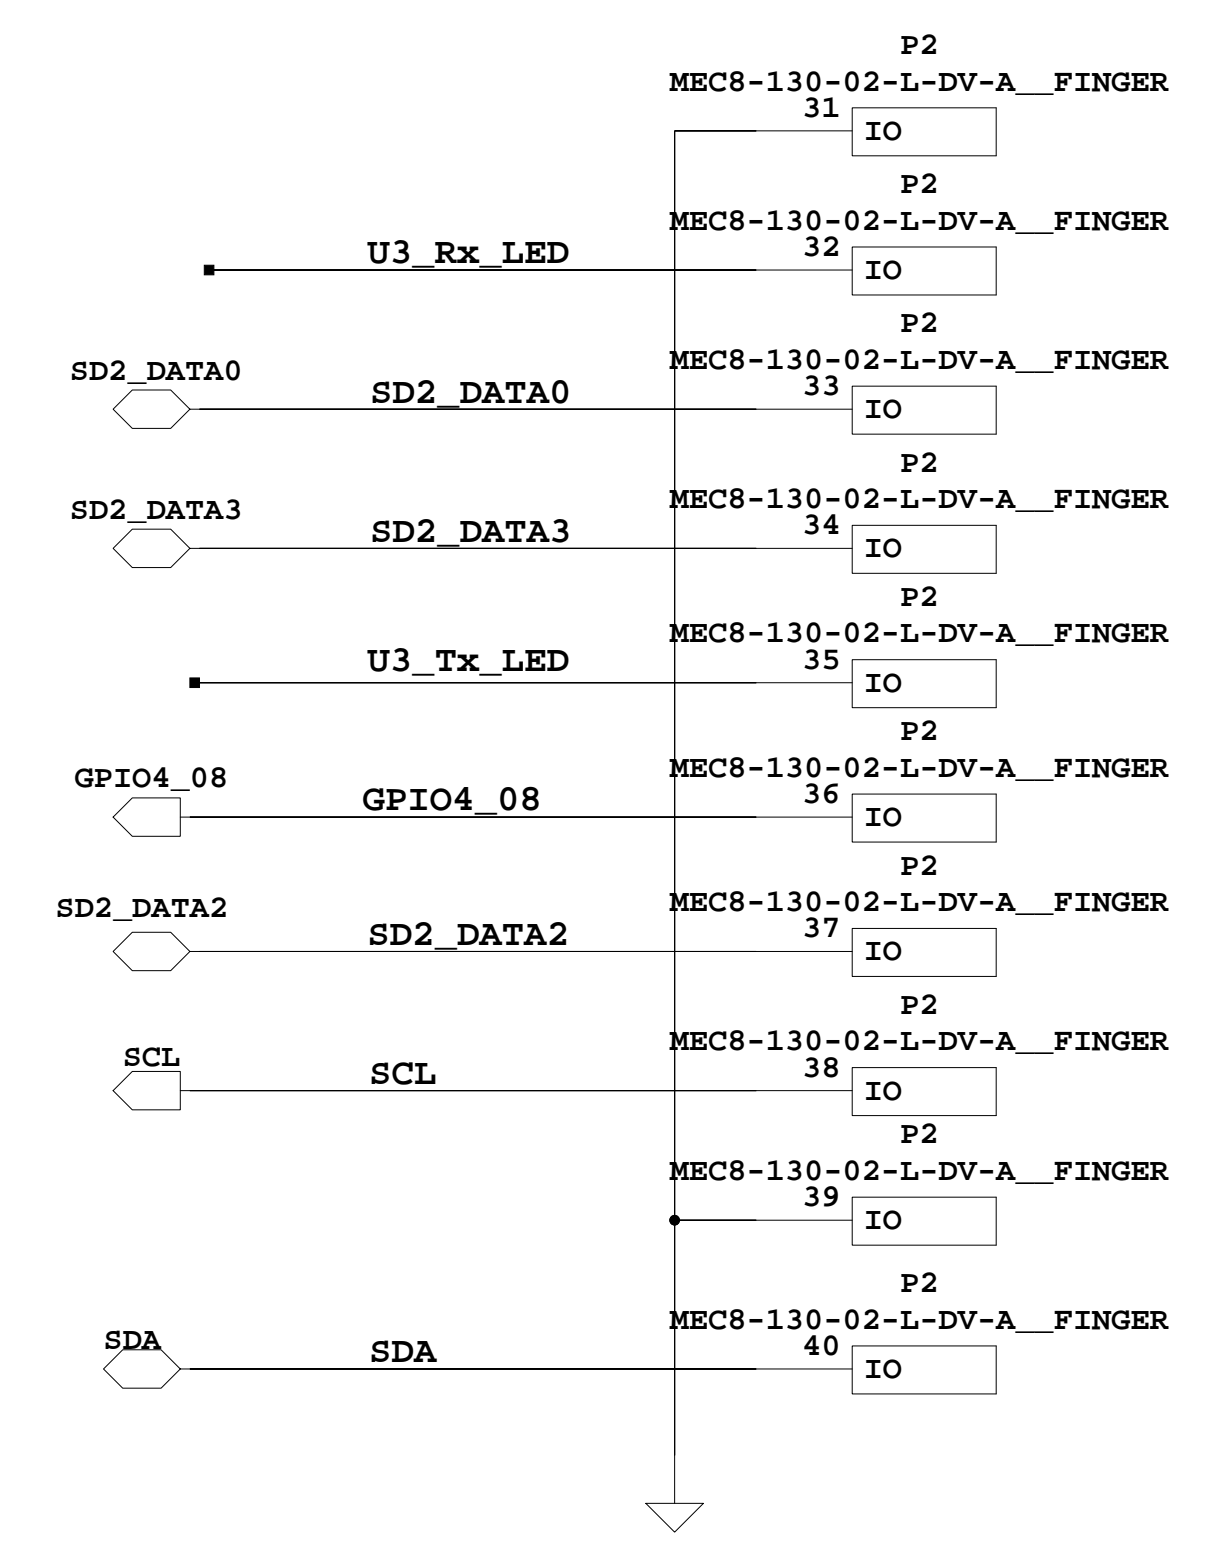 P2
MEC8-130-02-L-DV-A__FINGER
31
IO
P2
MEC8-130-02-L-DV-A__FINGER
U3_Rx_LED
32
IO
P2
MEC8-130-02-L-DV-A__FINGER
SD2_DATA0
SD2_DATA0
33
IO
P2
MEC8-130-02-L-DV-A__FINGER
SD2_DATA3
SD2_DATA3
34
IO
P2
MEC8-130-02-L-DV-A__FINGER
U3_Tx_LED
35
IO
P2
MEC8-130-02-L-DV-A__FINGER
GPIO4_08
GPIO4_08
36
IO
P2
MEC8-130-02-L-DV-A__FINGER
SD2_DATA2
SD2_DATA2
37
IO
P2
MEC8-130-02-L-DV-A__FINGER
SCL
SCL
38
IO
P2
MEC8-130-02-L-DV-A__FINGER
39
IO
P2
MEC8-130-02-L-DV-A__FINGER
SDA
SDA
40
IO